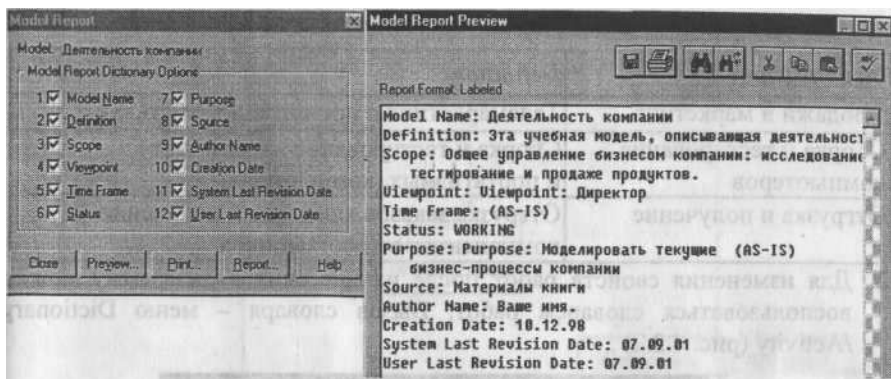 Model Report
Model: Деятельность компании
Model Report Dictionary Options
1 Model Name 7 Purpose
2 Definition 8 Source
3 Scope 9 Author Name
4 Viewpoint 10 Creation Date
5 Time Frame 11 System Last Revision Date
6 Status 12 User Last Revision Date
Close Preview... Print... Report... Help
Model Report Preview
Report Format: Labeled
Model Name: Деятельность компании
Definition: Эта учебная модель, описывающая деятельност
Scope: Общее управление бизнесом компании: исследование
тестирование и продаже продуктов.
Viewpoint: Viewpoint: Директор
Time Frame: (AS-IS)
Status: WORKING
Purpose: Purpose: Моделировать текущие (AS-IS)
бизнес-процессы компании
Source: Материалы книги.
Author Name: Ваше имя.
Creation Date: 10.12.98
System Last Revision Date: 07.09.01
User Last Revision Date: 07.09.01